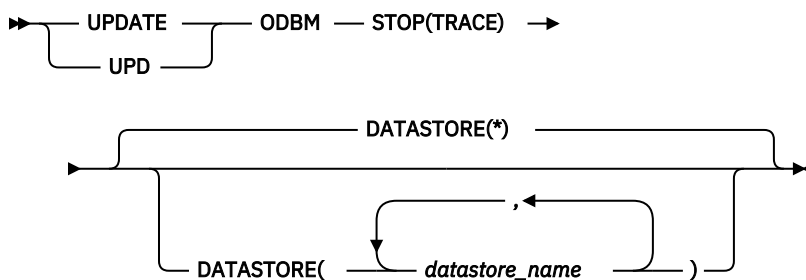 UPDATE ODBM STOP(TRACE)
UPD
DATASTORE(*)
,
DATASTORE( datastore_name )